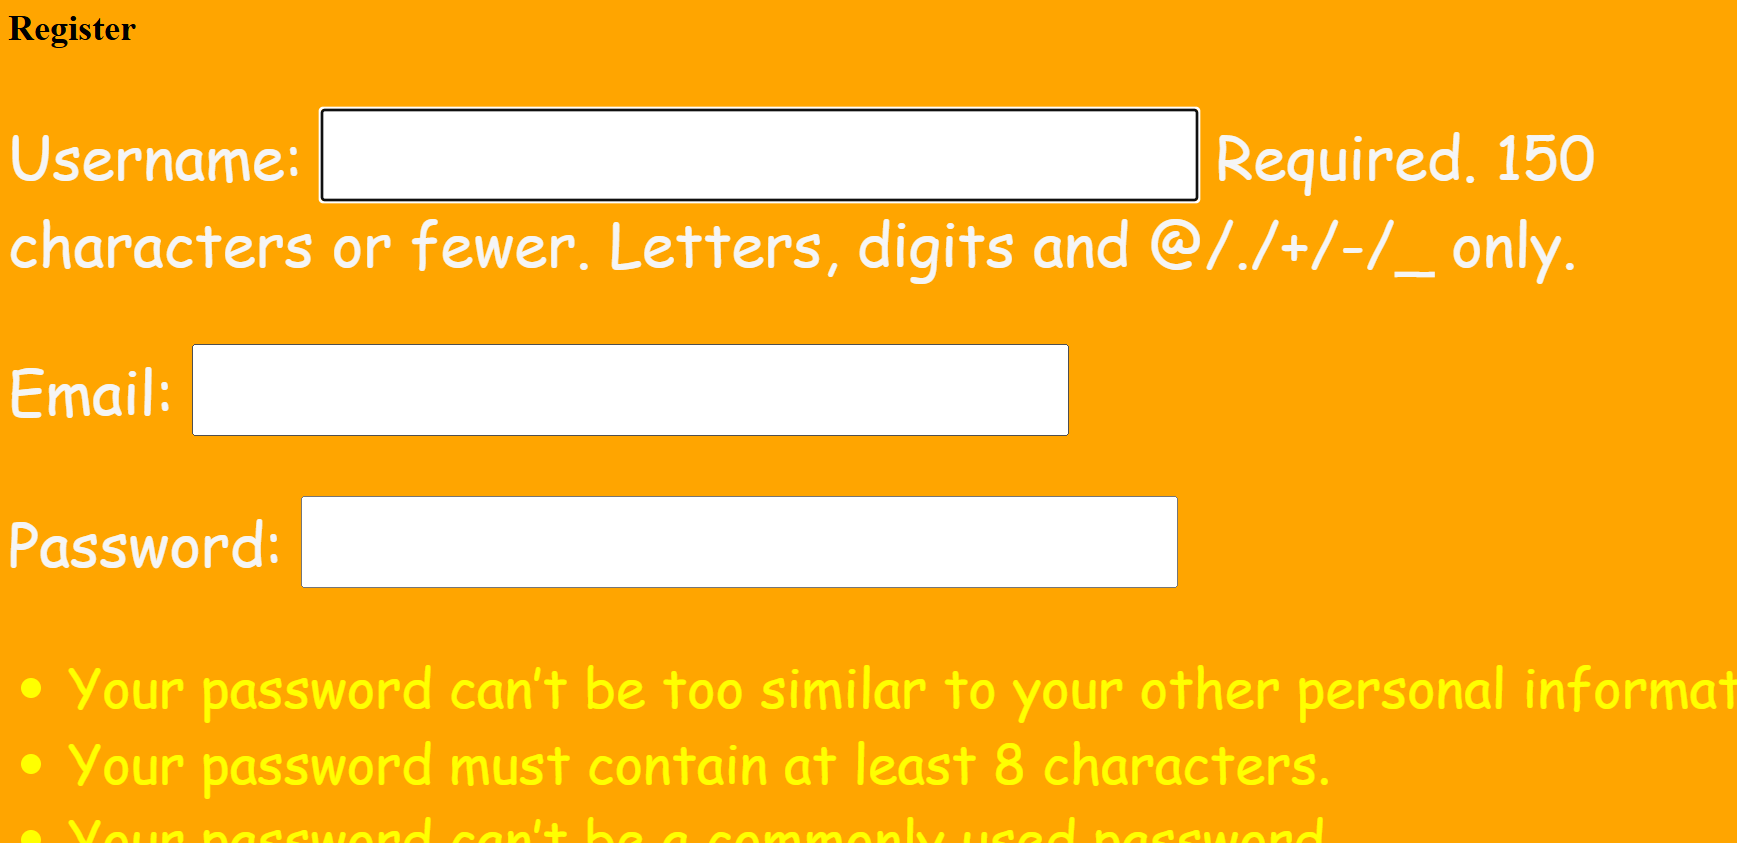 Register
Username: Required. 150
characters or fewer. Letters, digits and @/./+/-/_ only.
Email:
Password:
• Your password can’t be too similar to your other personal informat
• Your password must contain at least 8 characters.
• Your password can’t be a commonly used password.